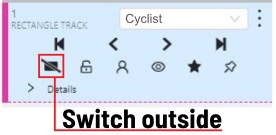 1
RECTANGLE TRACK
Cyclist
Details
Switch outside